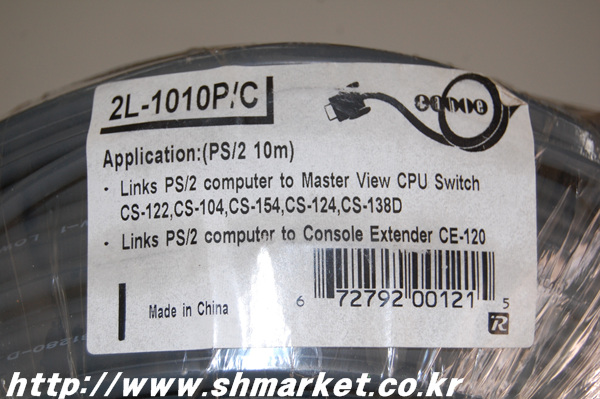 2L-1010P/C
Application:(PS/2 10m)
• Links PS/2 computer to Master View CPU Switch
CS-122,CS-104,CS-154,CS-124,CS-138D
• Links PS/2 computer to Console Extender CE-120
Made in China
6 72792 00121 5
R
http://www.shmarket.co.kr